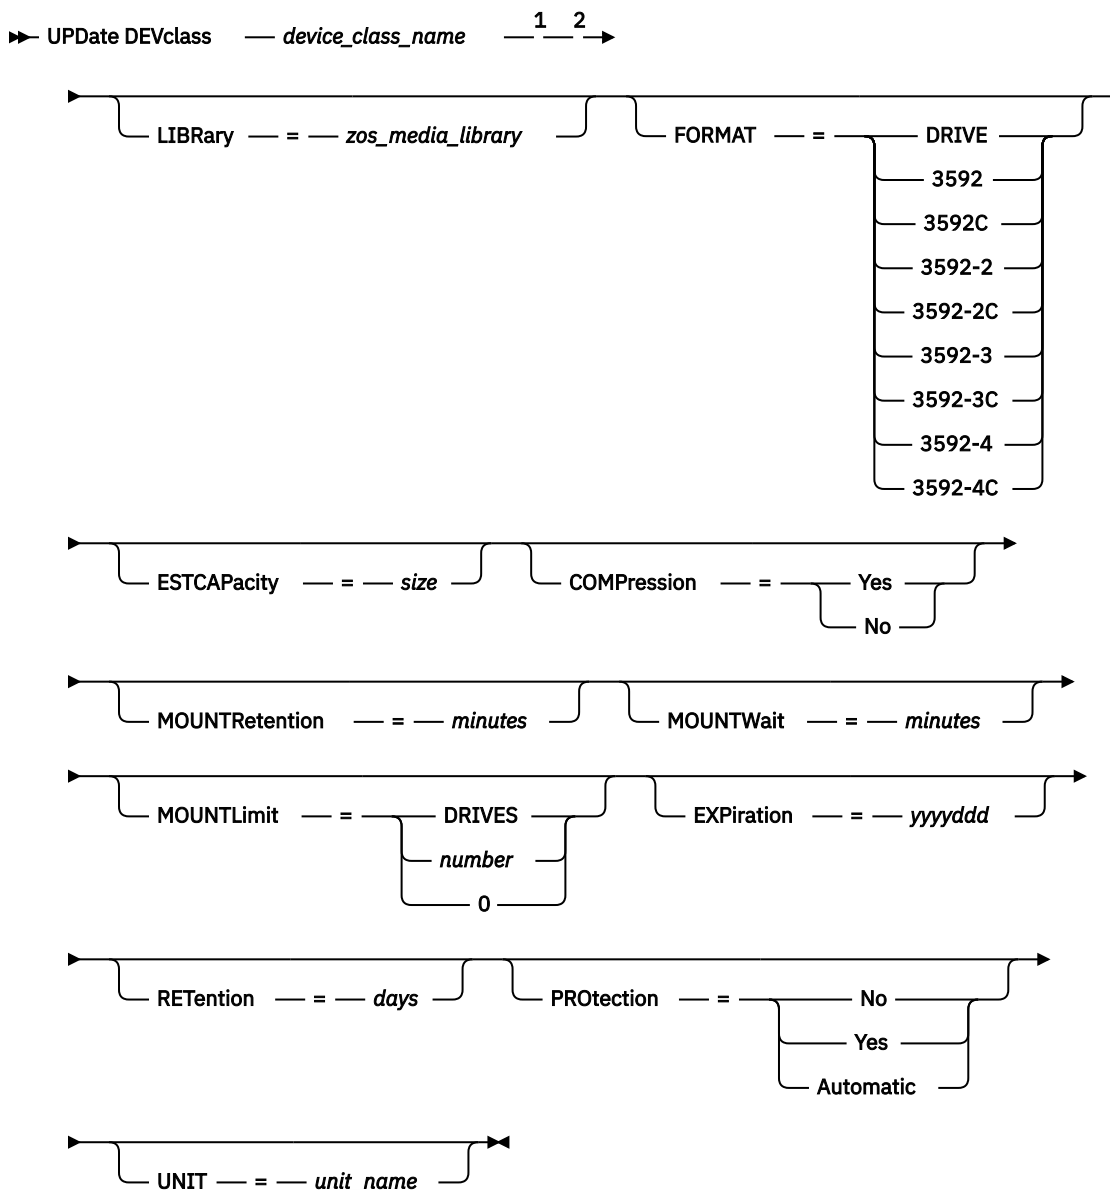 1 2
UPDate DEVclass device_class_name
LIBRary = zos_media_library FORMAT = DRIVE
3592
3592C
3592-2
3592-2C
3592-3
3592-3C
3592-4
3592-4C
ESTCAPacity = size COMPression = Yes
No
MOUNTRetention = minutes MOUNTWait = minutes
MOUNTLimit = DRIVES EXPiration = yyyyddd
number
0
RETention = days PROtection = No
Yes
Automatic
UNIT = unit_name